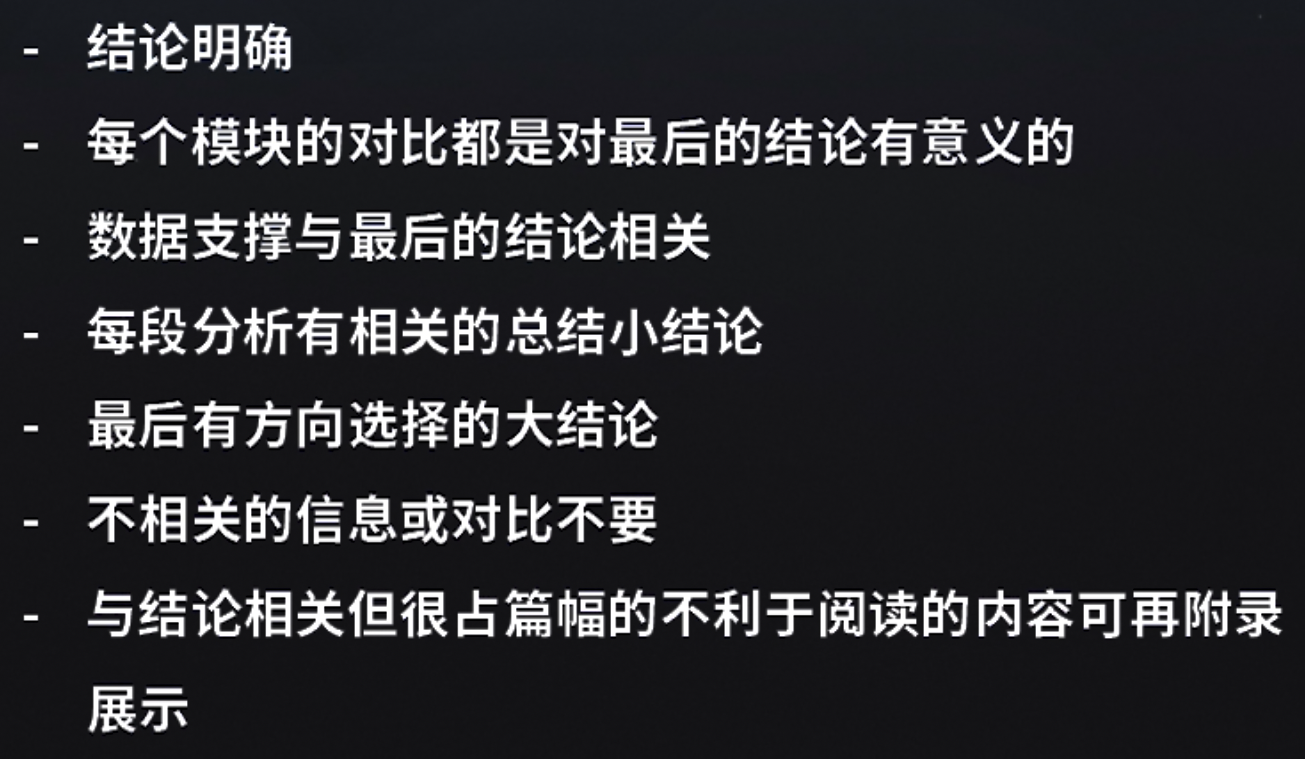 - 结论明确
- 每个模块的对比都是对最后的结论有意义的
- 数据支撑与最后的结论相关
- 每段分析有相关的总结小结论
- 最后有方向选择的大结论
- 不相关的信息或对比不要
- 与结论相关但很占篇幅的不利于阅读的内容可再附录
展示